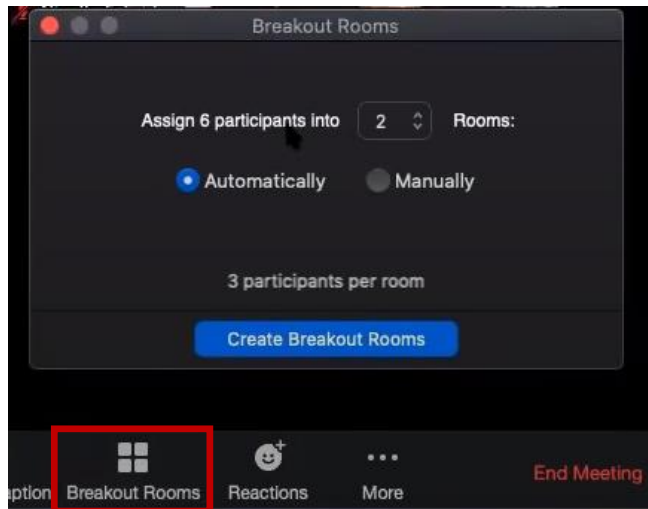 Breakout Rooms
Assign 6 participants into 2 Rooms:
Automatically Manually
3 participants per room
Create Breakout Rooms
End Meeting
Breakout Rooms Reactions More